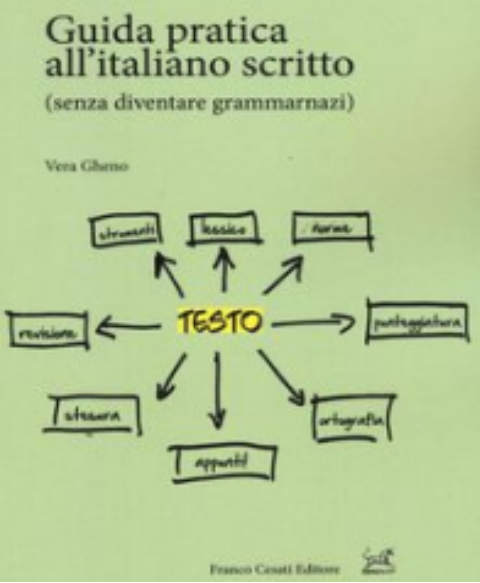 Guida pratica
all'italiano scritto
(senza diventare grammarnazi)
Vera Gheno
strumenti
lessico
norme
revisione
TESTO
punteggiatura
stesura
ortografia
appunti
Franco Cesati Editore